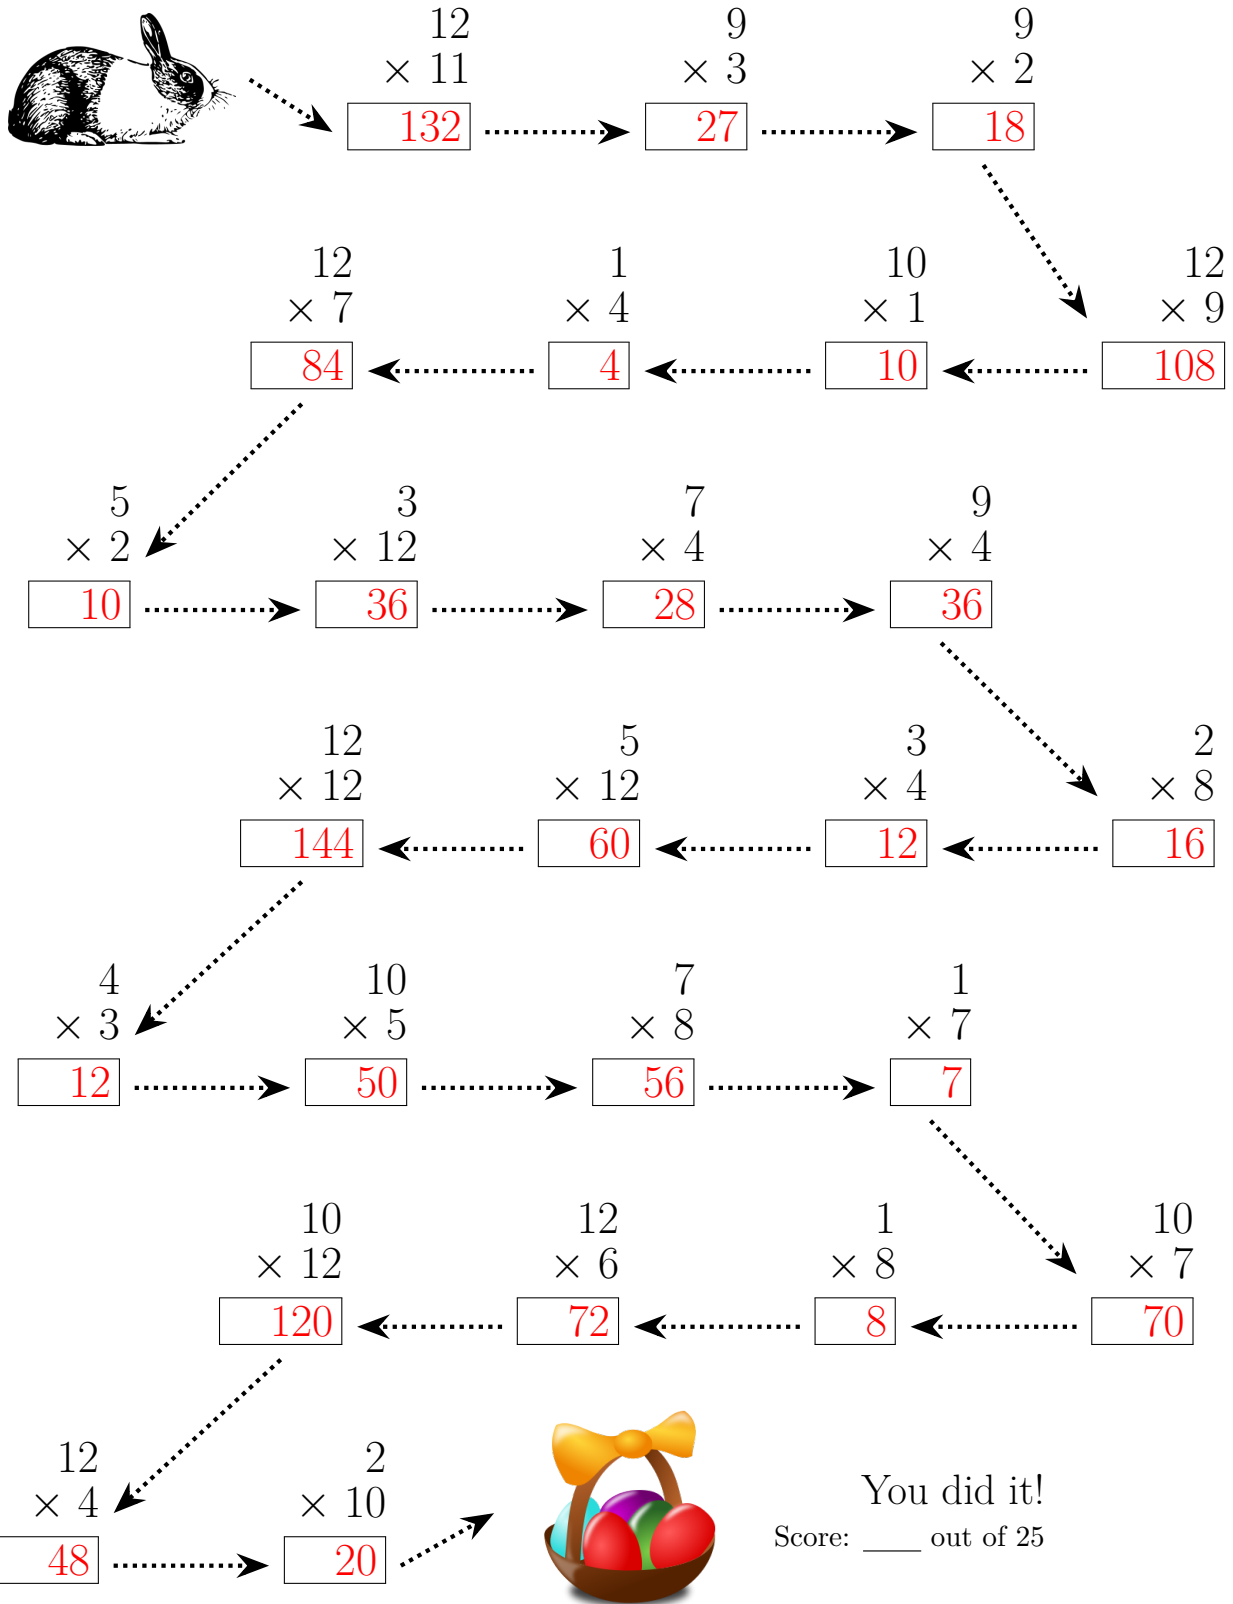 12 9 9
× 11 × 3 × 2
132 27 18
12 1 10 12
× 7 × 4 × 1 × 9
84 4 10 108
5 3 7 9
× 2 × 12 × 4 × 4
10 36 28 36
12 5 3 2
× 12 × 12 × 4 × 8
144 60 12 16
4 10 7 1
× 3 × 5 × 8 × 7
12 50 56 7
10 12 1 10
× 12 × 6 × 8 × 7
120 72 8 70
12 2
× 4 × 10
48 20
You did it!
Score: ____ out of 25